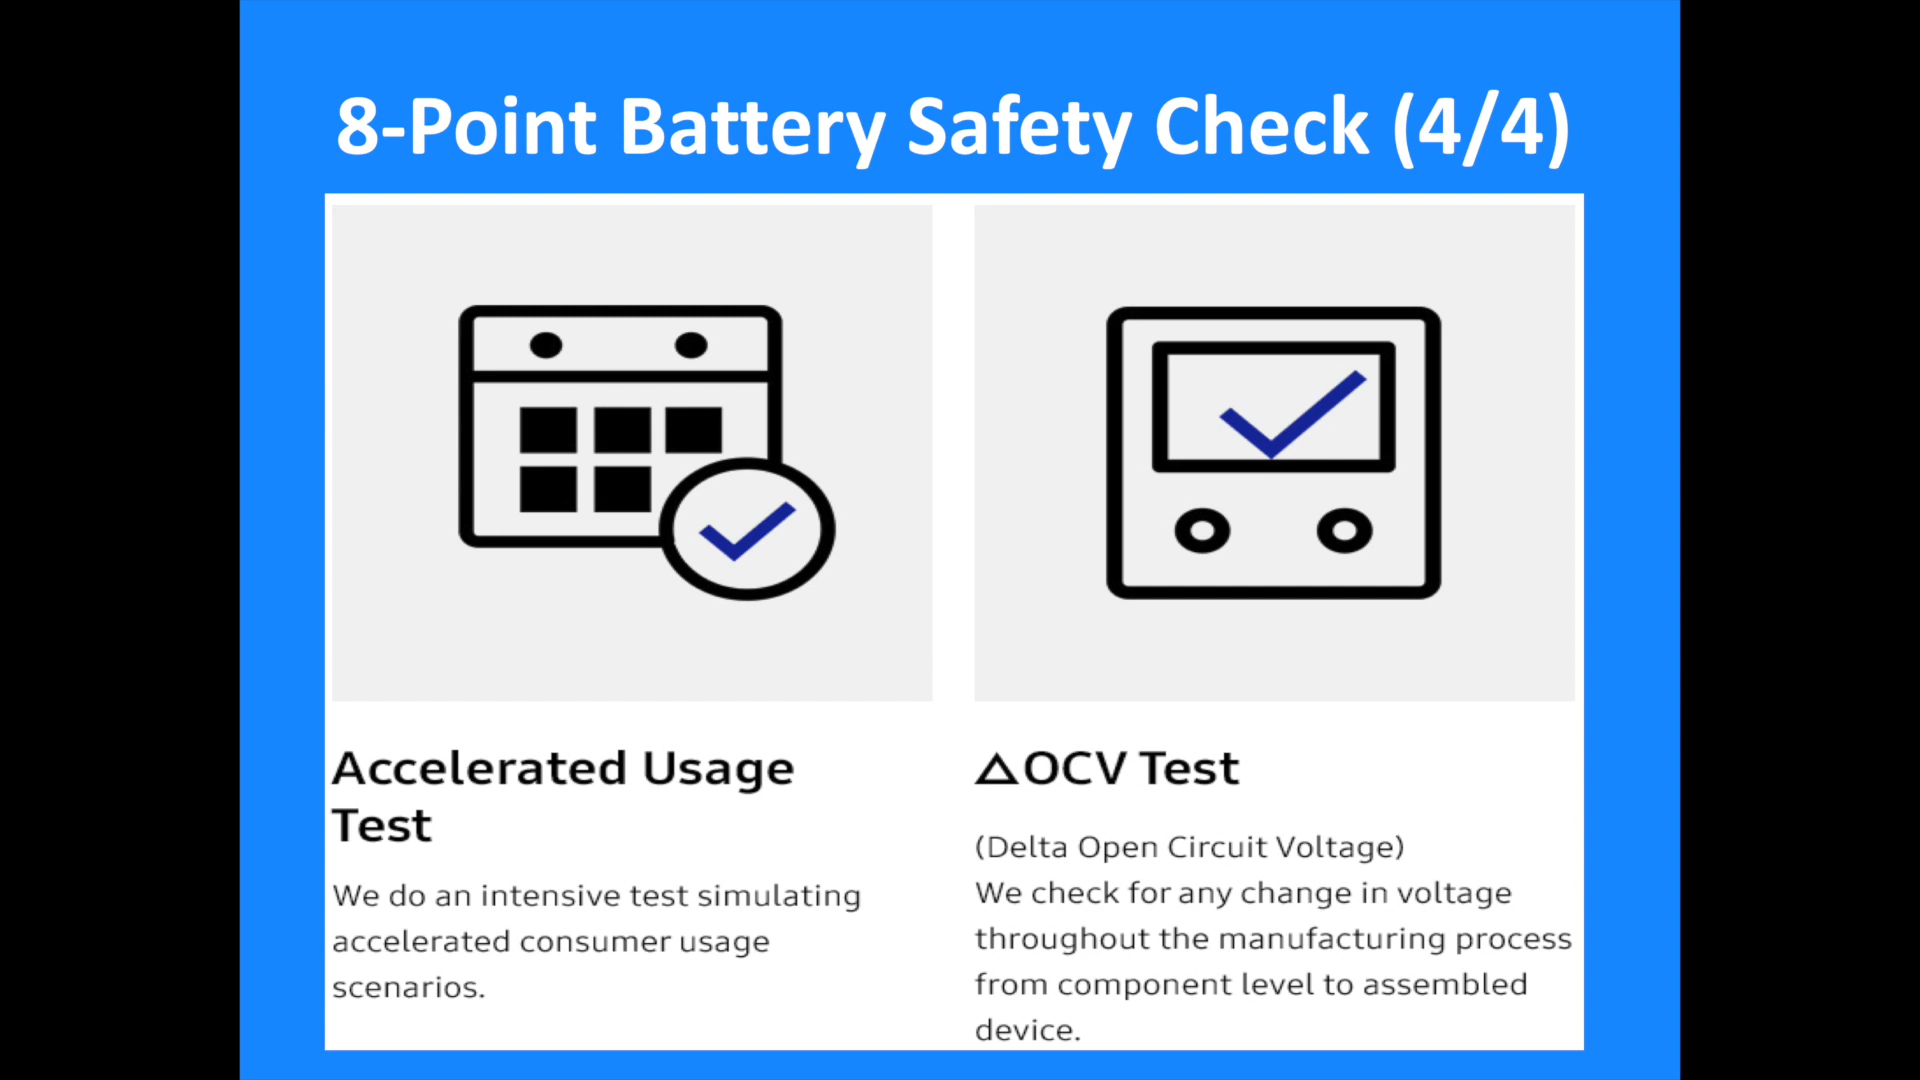 8-Point Battery Safety Check (4/4)
Accelerated Usage
Test
We do an intensive test simulating
accelerated consumer usage
scenarios.
△OCV Test
(Delta Open Circuit Voltage)
We check for any change in voltage
throughout the manufacturing process
from component level to assembled
device.